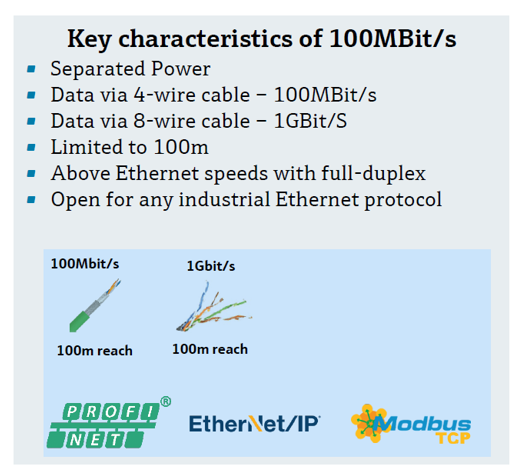 Key characteristics of 100MBit/s
Separated Power
Data via 4-wire cable – 100MBit/s
Data via 8-wire cable – 1GBit/S
Limited to 100m
Above Ethernet speeds with full-duplex
Open for any industrial Ethernet protocol
100Mbit/s
1Gbit/s
100m reach
100m reach
PROFI®
NET
EtherNet/IP
Modbus
TCP